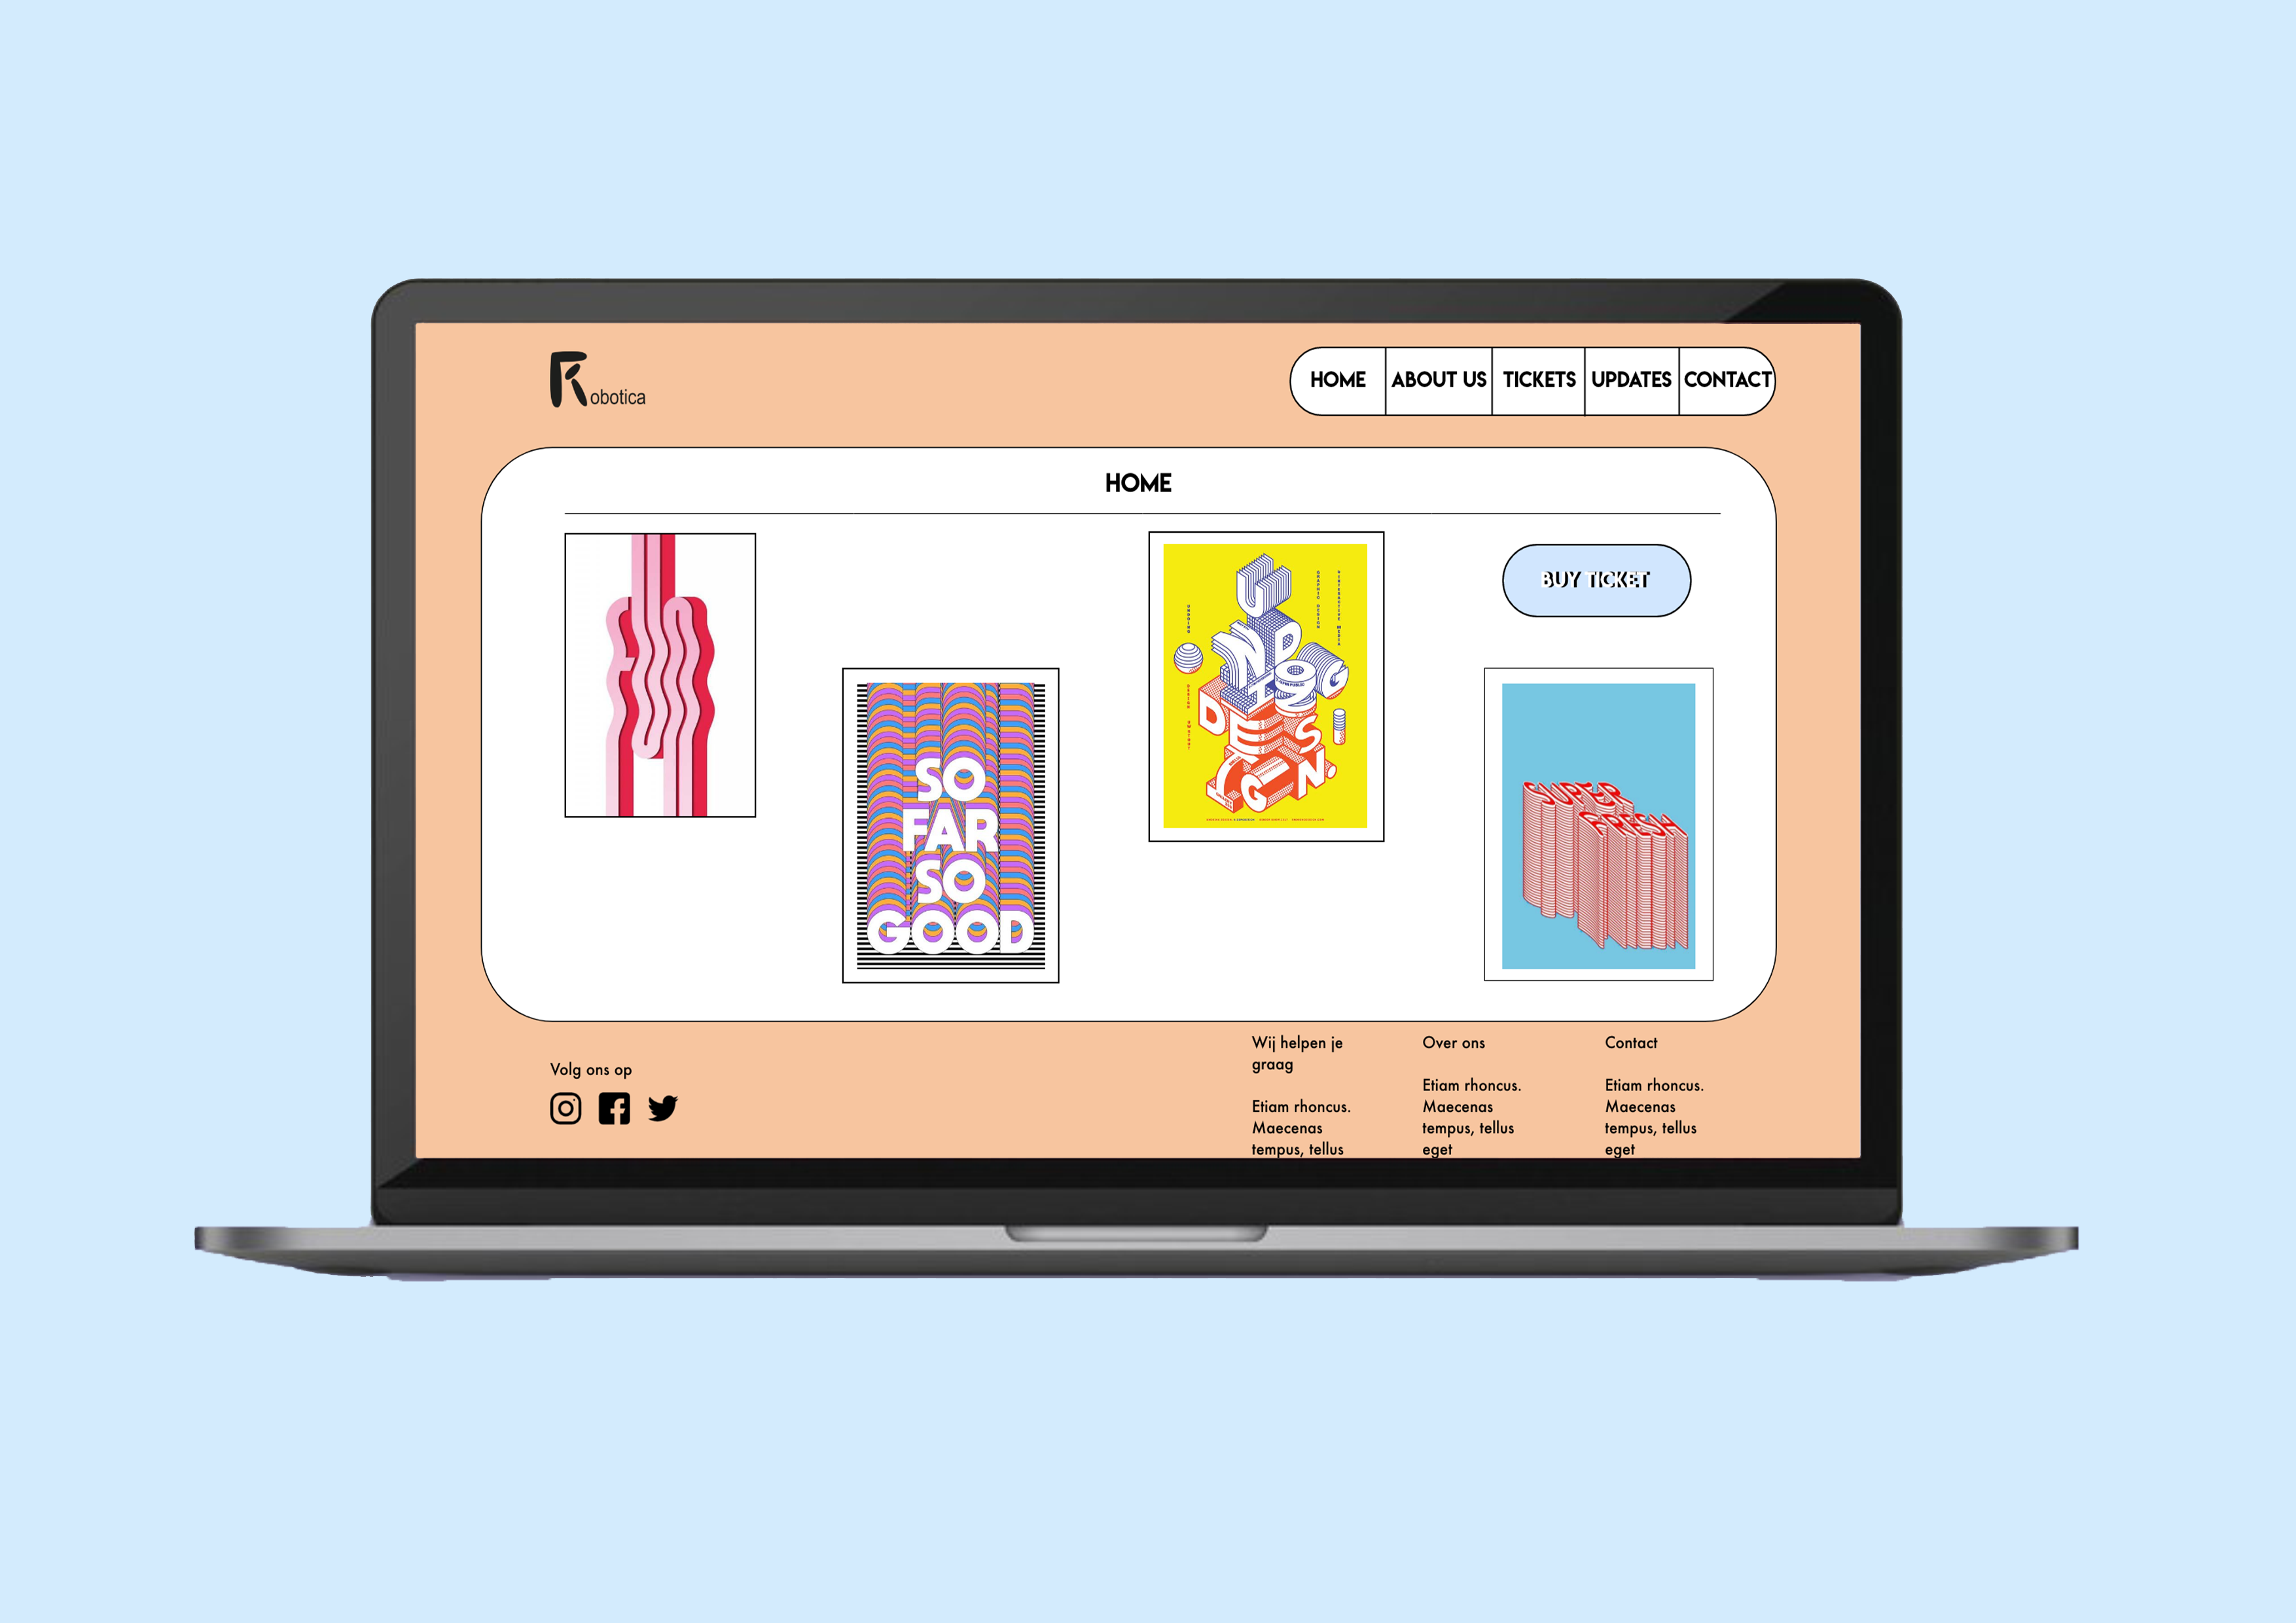 Robotica
HOME
ABOUT US
TICKETS
UPDATES
CONTACT
HOME
BUY TICKET
SO
FAR
SO
GOOD
UNDPG
DESIGN
SUPER
FRESH
Volg ons op
Wij helpen je
graag
Etiam rhoncus.
Maecenas
tempus, tellus
Over ons
Etiam rhoncus.
Maecenas
tempus, tellus
eget
Contact
Etiam rhoncus.
Maecenas
tempus, tellus
eget